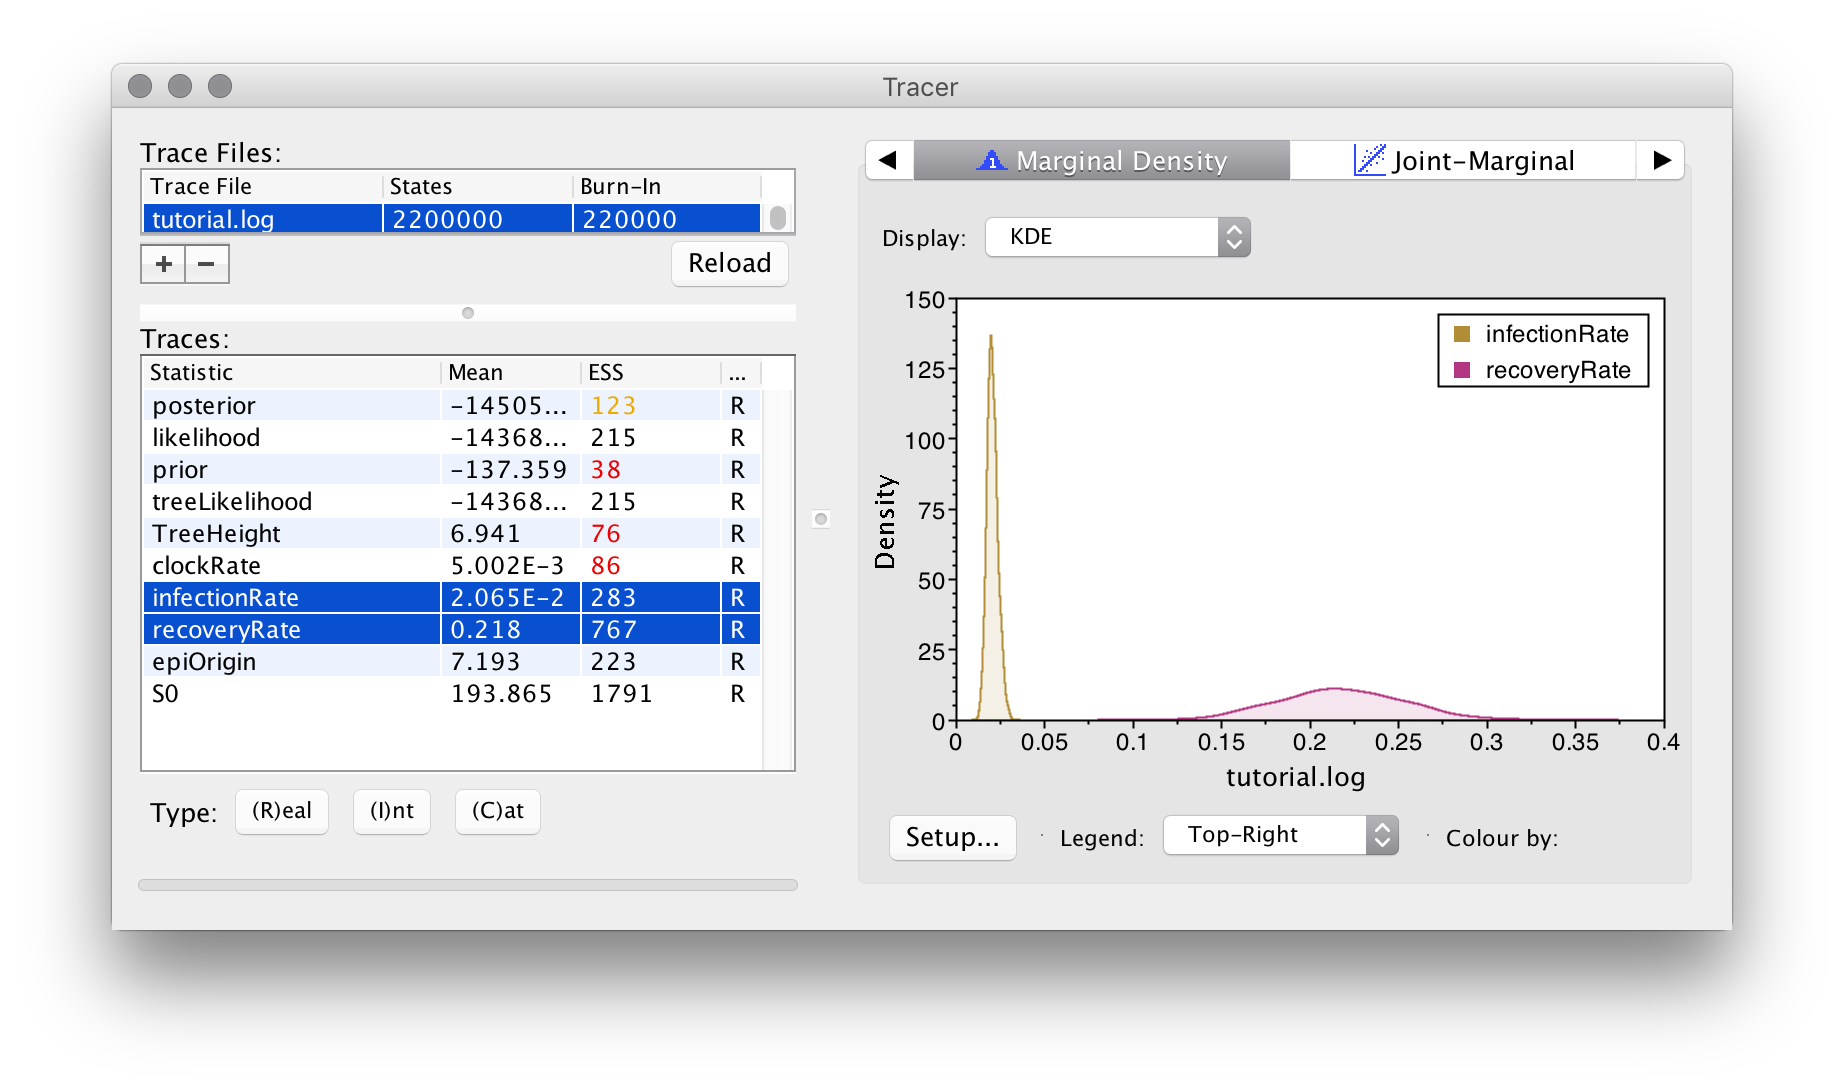 Tracer
Trace Files:
Trace File States Burn-In
tutorial.log 2200000 220000
+ −
Reload
Traces:
Statistic Mean ESS ...
posterior -14505... 123 R
likelihood -14368... 215 R
prior -137.359 38 R
treeLikelihood -14368... 215 R
TreeHeight 6.941 76 R
clockRate 5.002E-3 86 R
infectionRate 2.065E-2 283 R
recoveryRate 0.218 767 R
epiOrigin 7.193 223 R
S0 193.865 1791 R
Type: (R)eal (I)nt (C)at
1 Marginal Density Joint-Marginal
Display: KDE
infectionRate
recoveryRate
Density
150
125
100
75
50
25
0
0 0.05 0.1 0.15 0.2 0.25 0.3 0.35 0.4
tutorial.log
Setup... Legend: Top-Right Colour by: